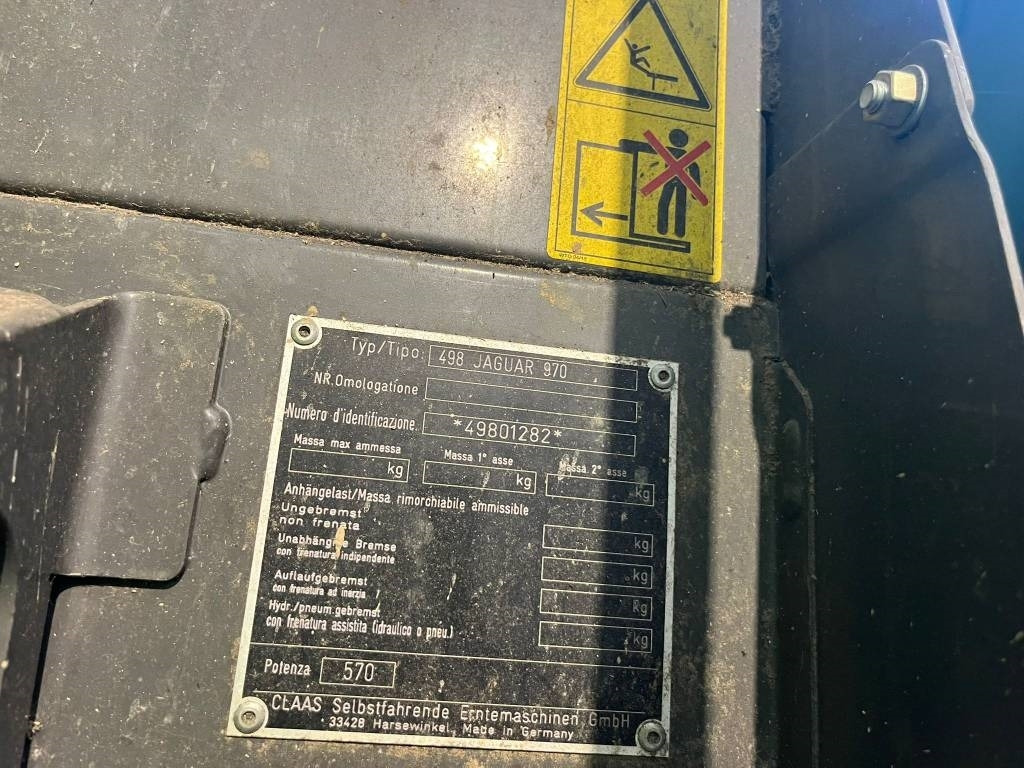 Typ/Tipo: 498 JAGUAR 970
NR.Omologatione
Numero d'identificazione. *49801282*
Massa max ammessa Massa 1° asse Massa 2° asse
kg kg kg
Anhängelast/Massa rimorchiabile ammissible
Ungebremst
non frenata kg
Unabhängige Bremse
con frenatura indipendente kg
Auflaufgebremst
con frenatura ad inerzia Kg
Hydr./pneum.gebremst
con frenatura assistita (idraulico o pneu.) kg
Potenza 570
CLAAS Selbstfahrende Erntemaschinen GmbH
33428 Harsewinkel, Made in Germany